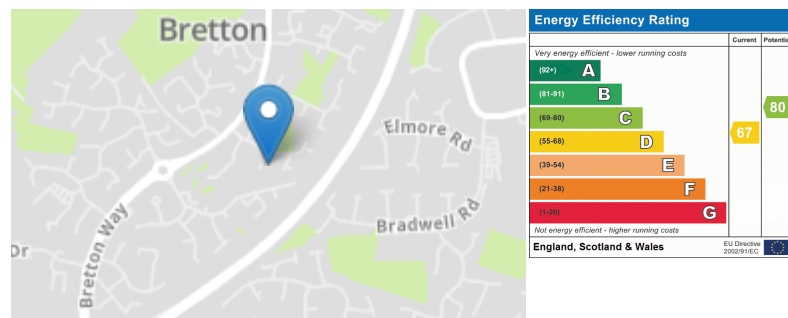 Bretton
Elmore Rd
Bradwell Rd
Bretton Way
Dr
Energy Efficiency Rating
Current
Very energy efficient - lower running costs
(92+) A
(81-91) B
(69-80) C
80
(55-68) D
67
(39-54) E
(21-38) F
(1-20) G
Not energy efficient - higher running costs
England, Scotland & Wales
EU Directive
2002/91/EC